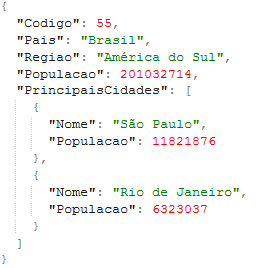 {
"Codigo": 55,
"Pais": "Brasil",
"Regiao": "América do Sul",
"Populacao": 201032714,
"PrincipaisCidades": [
{
"Nome": "São Paulo",
"Populacao": 11821876
},
{
"Nome": "Rio de Janeiro",
"Populacao": 6323037
}
]
}